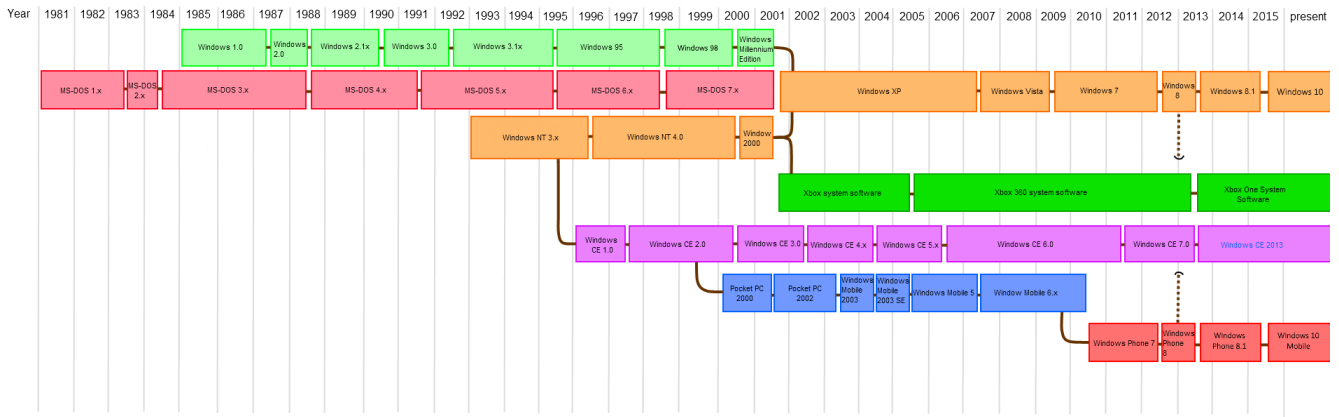 Year 1981 1982 1983 1984 1985 1986 1987 1988 1989 1990 1991 1992 1993 1994 1995 1996 1997 1998 1999 2000 2001 2002 2003 2004 2005 2006 2007 2008 2009 2010 2011 2012 2013 2014 2015 present
Windows 1.0
Windows
2.0
Windows 2.1x
Windows 3.0
Windows 3.1x
Windows 95
Windows 98
Windows
Millennium
Edition
MS-DOS 1.x
MS-DOS
2.x
MS-DOS 3.x
MS-DOS 4.x
MS-DOS 5.x
MS-DOS 6.x
MS-DOS 7.x
Windows XP
Windows Vista
Windows 7
Windows
8
Windows 8.1
Windows 10
Windows NT 3.x
Windows NT 4.0
Window
2000
Xbox system software
Xbox 360 system software
Xbox One System
Software
Windows
CE 1.0
Windows CE 2.0
Windows CE 3.0
Windows CE 4.x
Windows CE 5.x
Windows CE 6.0
Windows CE 7.0
Windows CE 2013
Pocket PC
2000
Pocket PC
2002
Windows
Mobile
2003
Windows
Mobile
2003 SE
Windows Mobile 5
Window Mobile 6.x
Windows Phone 7
Windows
Phone
8
Windows
Phone 8.1
Windows 10
Mobile